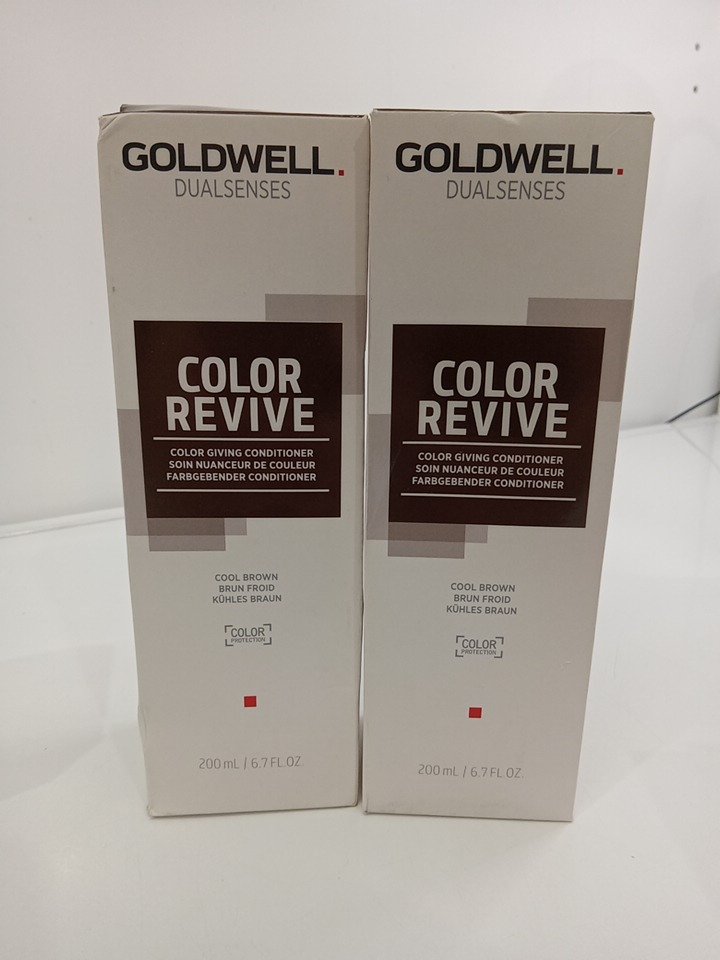 GOLDWELL.
DUALSENSES
COLOR
REVIVE
COLOR GIVING CONDITIONER
SOIN NUANCEUR DE COULEUR
FARBGEBENDER CONDITIONER
COOL BROWN
BRUN FROID
KÜHLES BRAUN
COLOR
PROTECTION
200 mL / 6.7 FL.OZ.
GOLDWELL.
DUALSENSES
COLOR
REVIVE
COLOR GIVING CONDITIONER
SOIN NUANCEUR DE COULEUR
FARBGEBENDER CONDITIONER
COOL BROWN
BRUN FROID
KÜHLES BRAUN
COLOR
PROTECTION
200 mL / 6.7 FL.OZ.